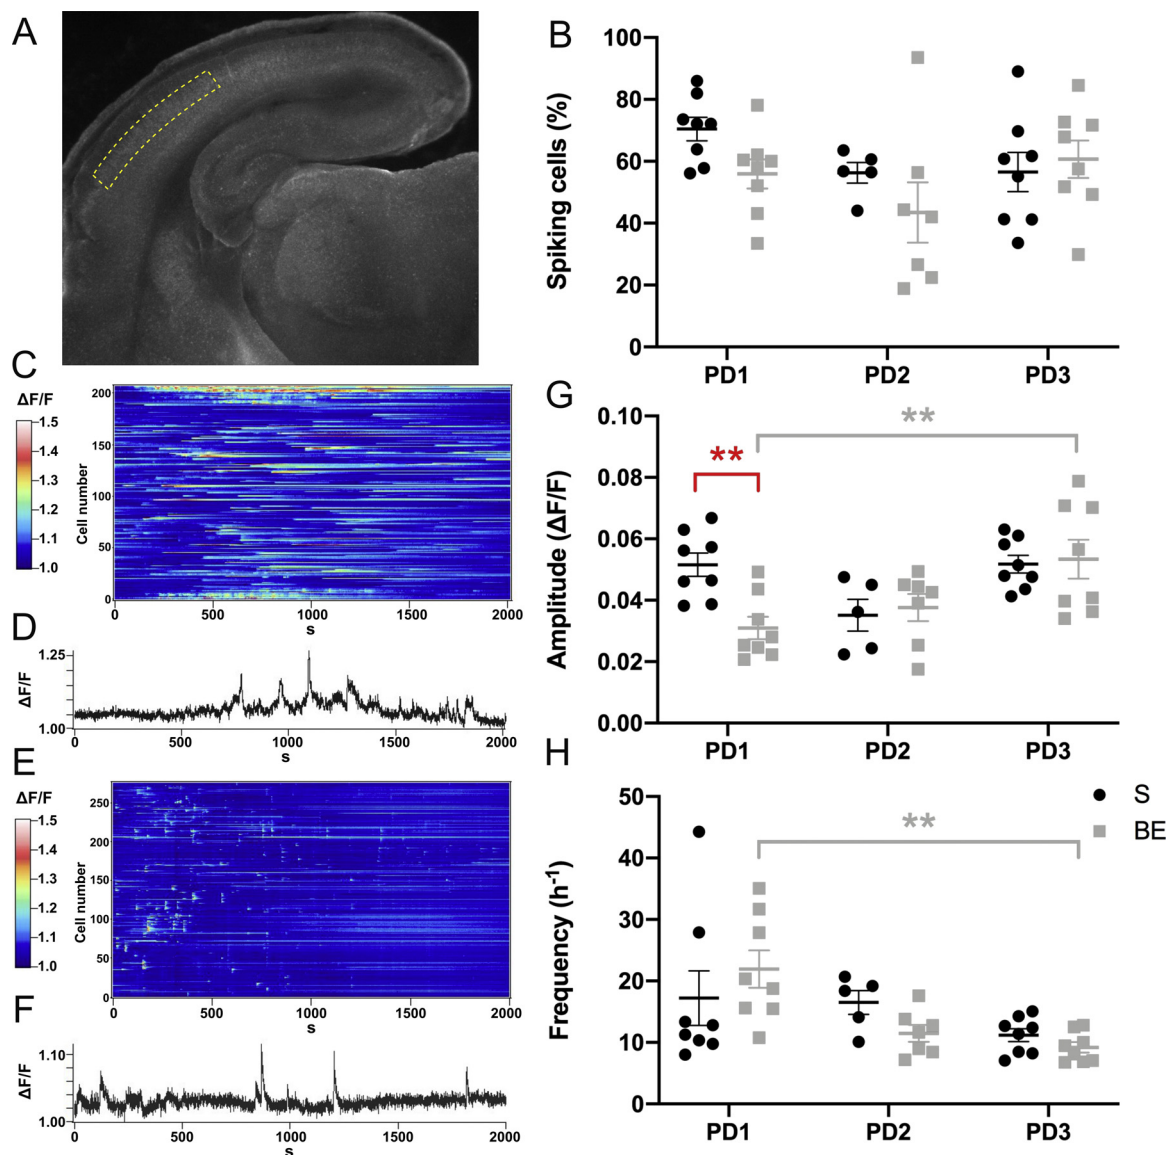 A
B
Spiking cells (%)
100
80
60
40
20
0
PD1 PD2 PD3
C
ΔF/F
1.5
1.4
1.3
1.2
1.1
1.0
Cell number
200
150
100
50
0
0 500 1000 1500 2000
s
D
ΔF/F
1.25
1.00
0 500 1000 1500 2000
s
E
ΔF/F
1.5
1.4
1.3
1.2
1.1
1.0
Cell number
250
200
150
100
50
0
0 500 1000 1500 2000
s
F
ΔF/F
1.10
1.00
0 500 1000 1500 2000
s
G
Amplitude (ΔF/F)
0.10
0.08
0.06
0.04
0.02
0.00
**
**
PD1 PD2 PD3
H
Frequency (h-1)
50
40
30
20
10
0
**
S
BE
PD1 PD2 PD3